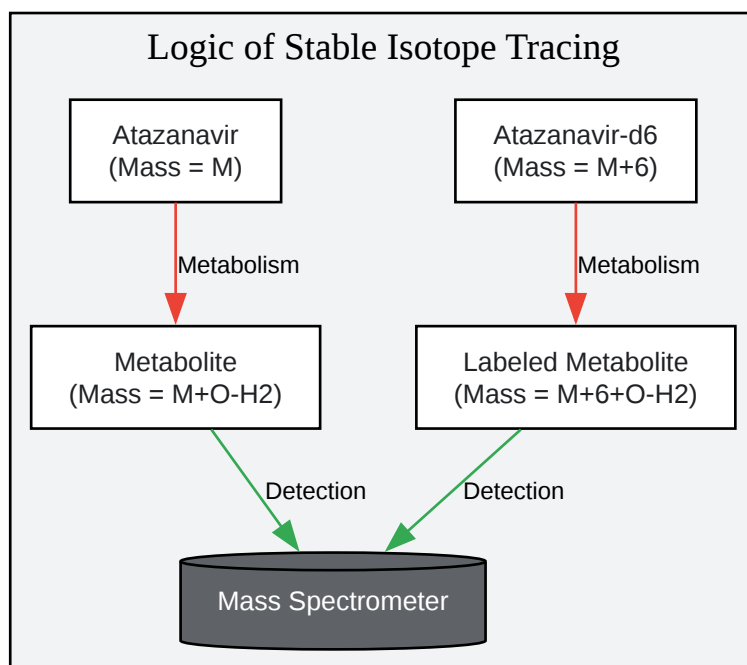 Logic of Stable Isotope Tracing
Atazanavir
(Mass = M)
Atazanavir-d6
(Mass = M+6)
Metabolism
Metabolism
Metabolite
(Mass = M+O-H2)
Labeled Metabolite
(Mass = M+6+O-H2)
Detection
Detection
Mass Spectrometer